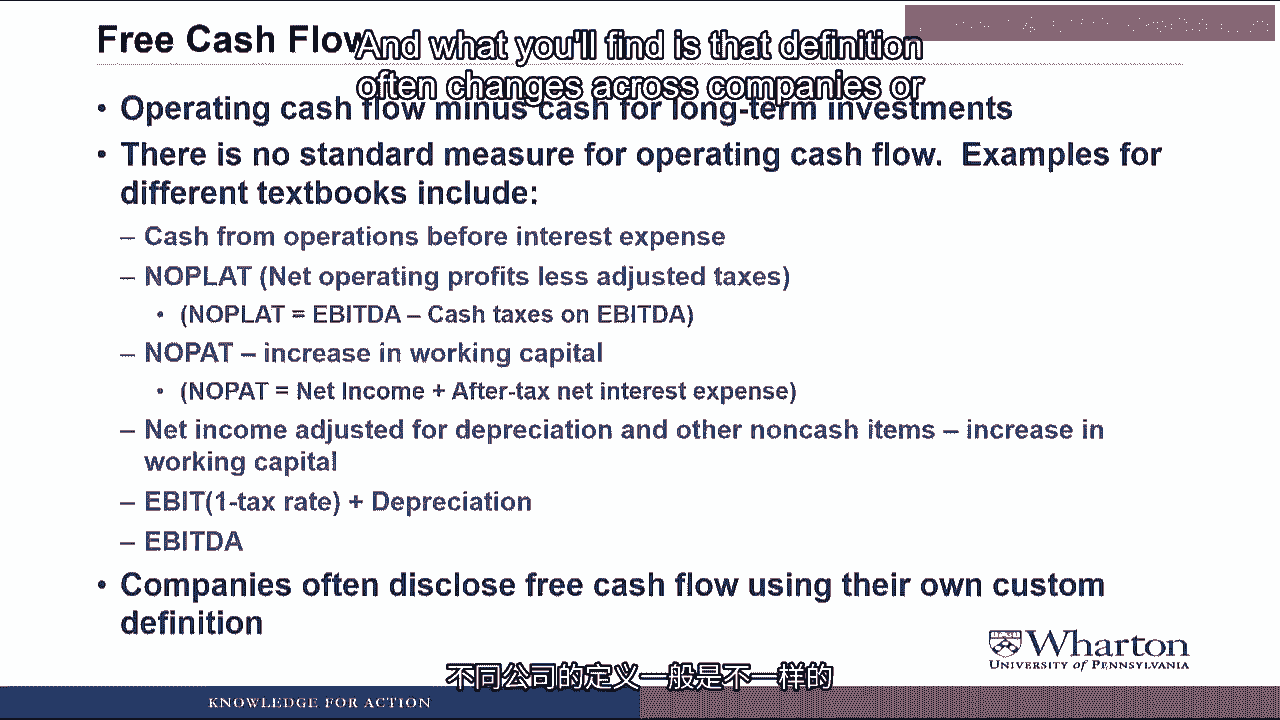 Free Cash Flow
And what you'll find is that definition
often changes across companies or
• Operating cash flow minus cash for long-term investments
• There is no standard measure for operating cash flow. Examples for
different textbooks include:
– Cash from operations before interest expense
– NOPLAT (Net operating profits less adjusted taxes)
• (NOPLAT = EBITDA – Cash taxes on EBITDA)
– NOPAT – increase in working capital
• (NOPAT = Net Income + After-tax net interest expense)
– Net income adjusted for depreciation and other noncash items – increase in
working capital
– EBIT(1-tax rate) + Depreciation
– EBITDA
• Companies often disclose free cash flow using their own custom
definition
Wharton
UNIVERSITY of PENNSYLVANIA
不同公司的定义一般是不一样的
KNOWLEDGE FOR ACTION